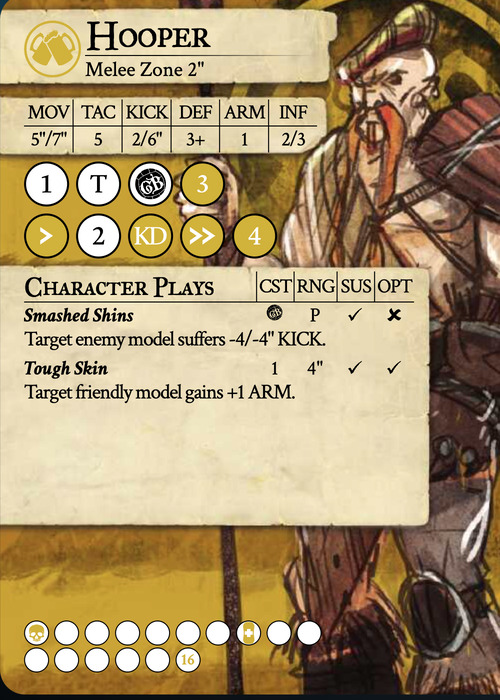 HOOPER
Melee Zone 2"
MOV TAC KICK DEF ARM INF
5"/7" 5 2/6" 3+ 1 2/3
1 T GB 3
> 2 KD >> 4
CHARACTER PLAYS CST RNG SUS OPT
Smashed Shins GB P ✓ ✘
Target enemy model suffers -4/-4" KICK.
Tough Skin 1 4" ✓ ✓
Target friendly model gains +1 ARM.
16